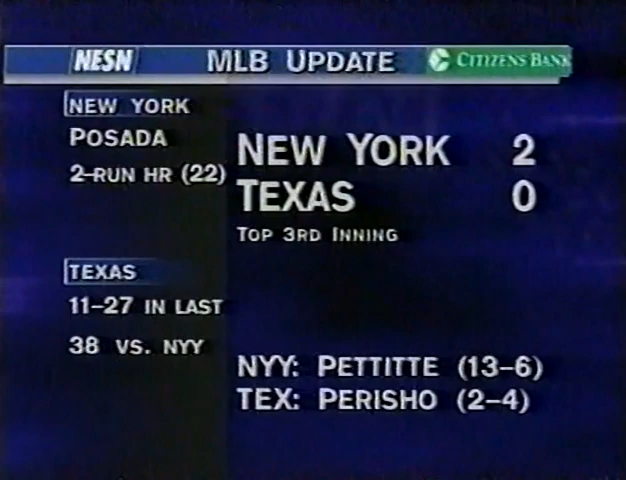 NESN MLB UPDATE CITIZENS BANK
NEW YORK
POSADA
2-RUN HR (22)
NEW YORK 2
TEXAS 0
TOP 3RD INNING
TEXAS
11-27 IN LAST
38 VS. NYY
NYY: PETTITTE (13-6)
TEX: PERISHO (2-4)